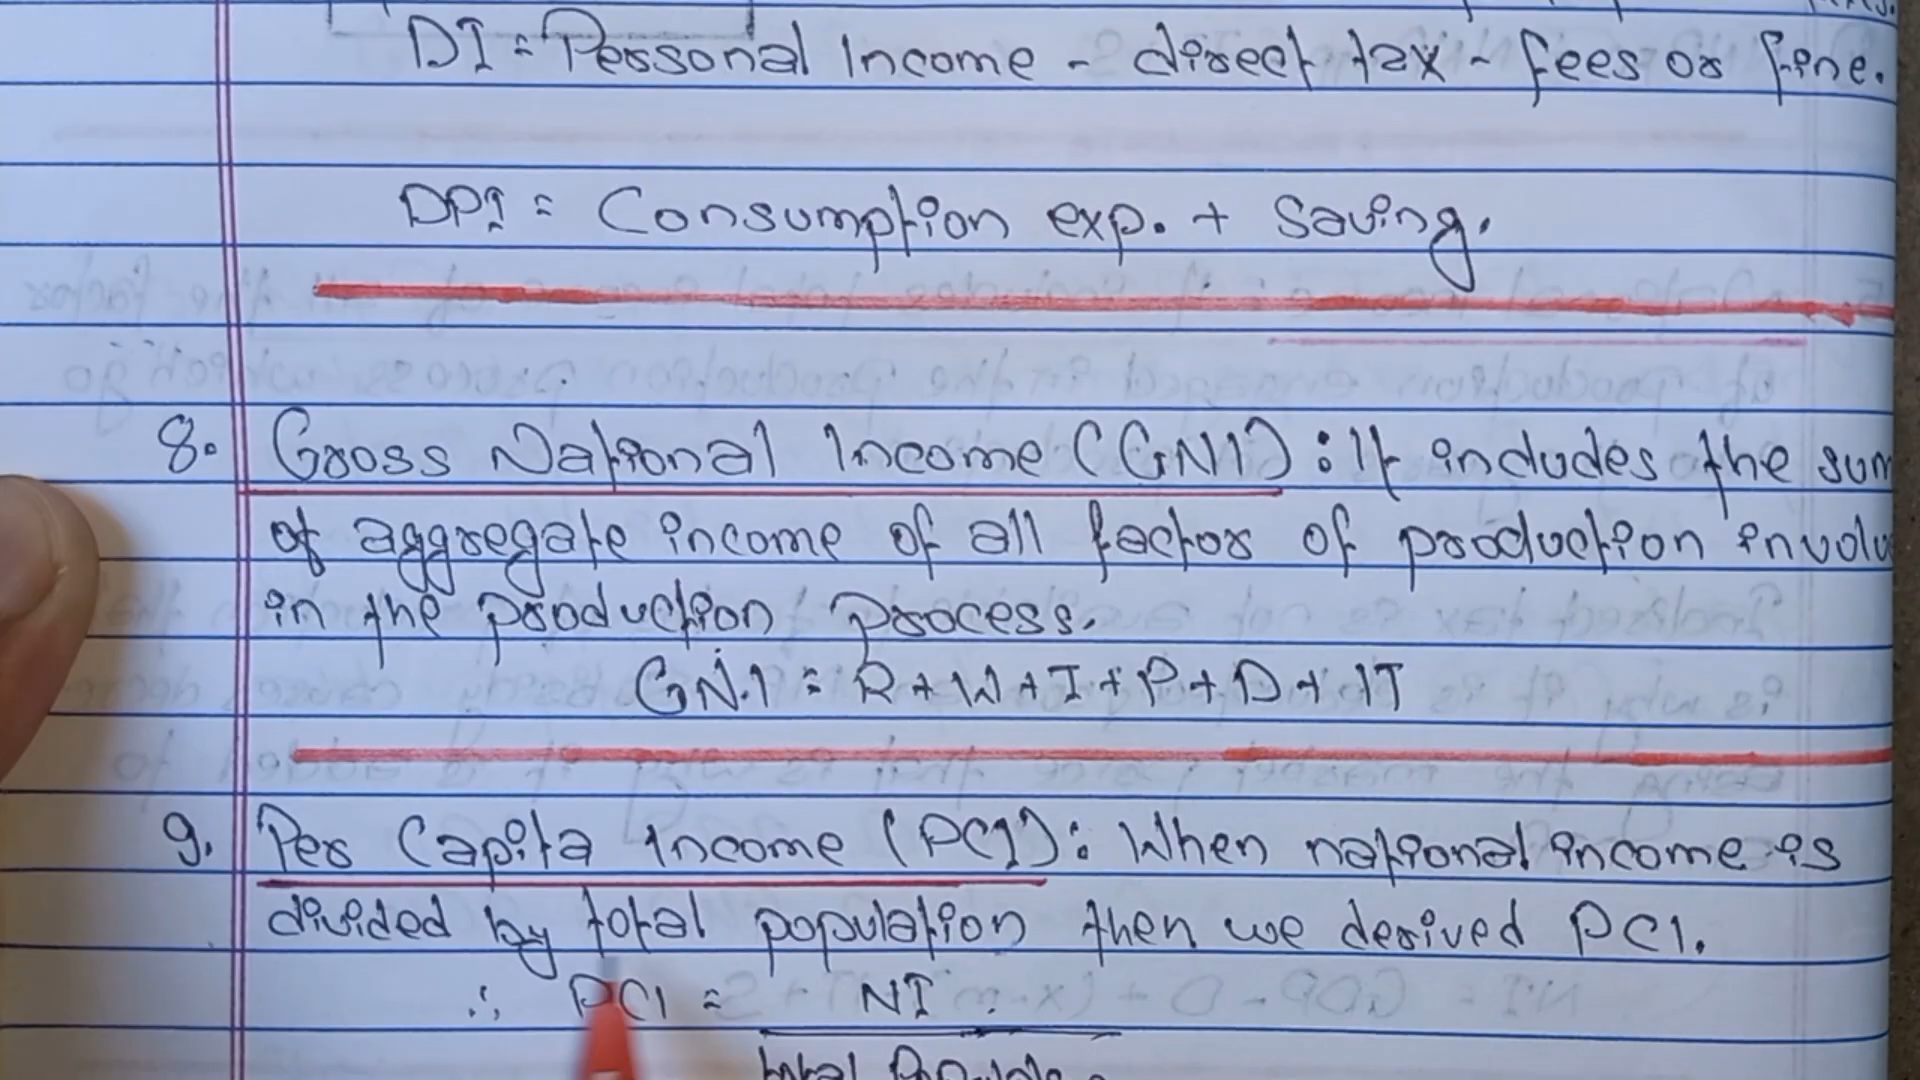 DI = Personal Income - direct tax - fees or fine.
DPI = Consumption exp. + Saving.
8. Gross National Income (GNI) : It includes the sum
of aggregate income of all factor of production
in the production process.
G.N.I = R + W + I + P + D + IT
9. Per Capita Income (PCI) : When national income is
divided by total population then we derived PCI.
∴ PCI = NI
total